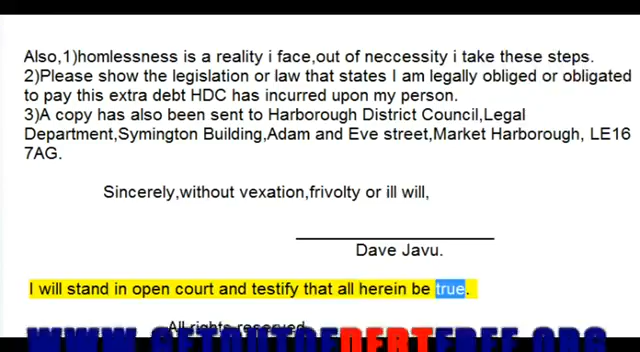 Also,1)homlessness is a reality i face,out of neccessity i take these steps.
2)Please show the legislation or law that states I am legally obliged or obligated
to pay this extra debt HDC has incurred upon my person.
3)A copy has also been sent to Harborough District Council,Legal
Department,Symington Building,Adam and Eve street,Market Harborough, LE16
7AG.
Sincerely,without vexation,frivolty or ill will,
Dave Javu.
I will stand in open court and testify that all herein be true.
All rights reserved
WWW.GETOUTOFDEBTFREE.ORG